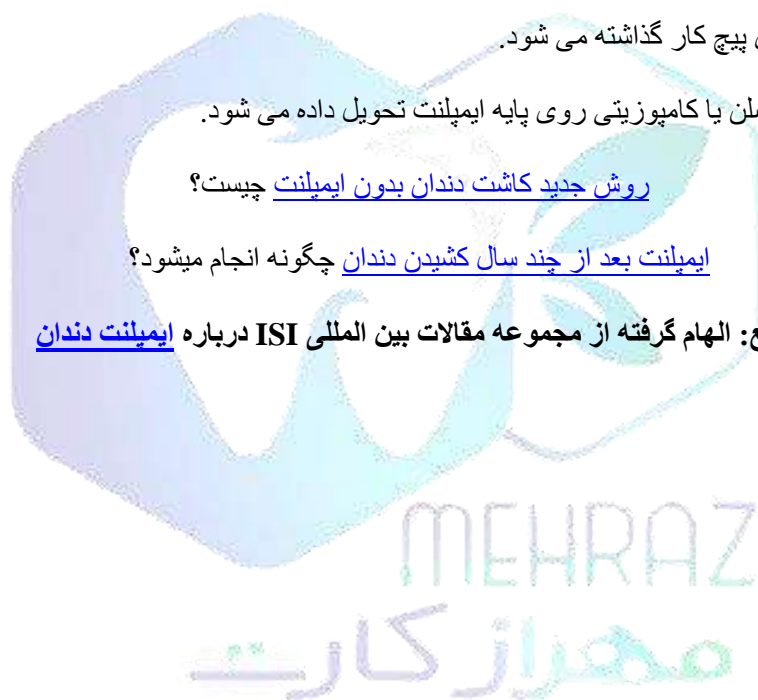 پیچ کار گذاشته می شود.
یا کامپوزیتی روی پایه ایمپلنت تحویل داده می شود.
روش جدید کاشت دندان بدون ایمپلنت چیست؟
ایمپلنت بعد از چند سال کشیدن دندان چگونه انجام میشود؟
الهام گرفته از مجموعه مقالات بین المللی ISI درباره ایمپلنت دندان
MEHRAZ
مهراز کارت